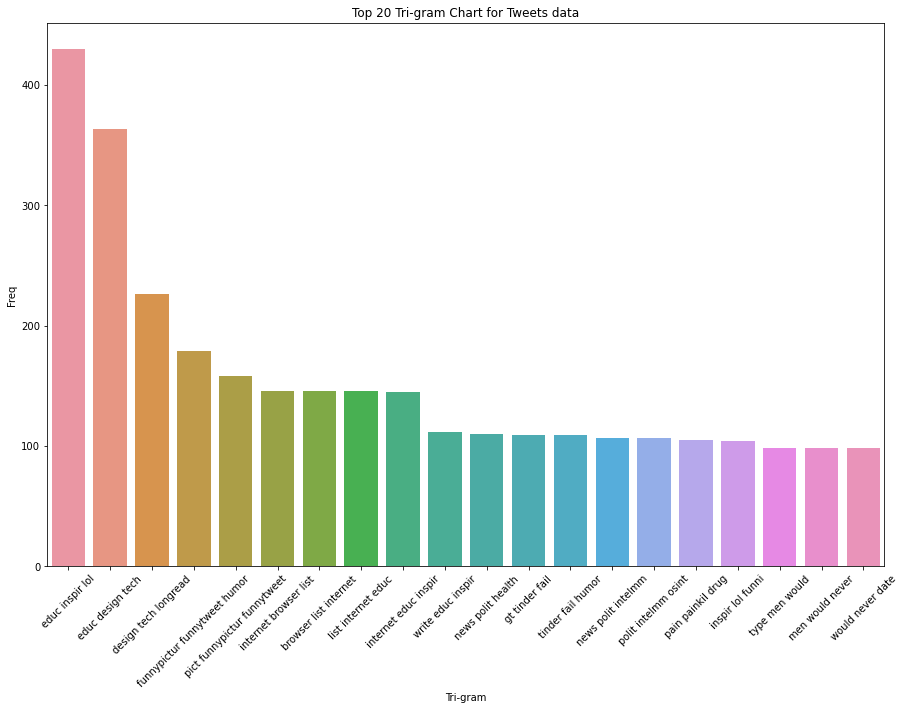 Top 20 Tri-gram Chart for Tweets data
Freq
400
300
200
100
0
educ inspir lol
educ design tech
design tech longread
funnypictur funnytweet humor
pict funnypictur funnytweet
internet browser list
browser list internet
list internet educ
internet educ inspir
write educ inspir
news polit health
gt tinder fail
tinder fail humor
news polit intelmm
polit intelmm osint
pain painkil drug
inspir lol funni
type men would
men would never
would never date
Tri-gram